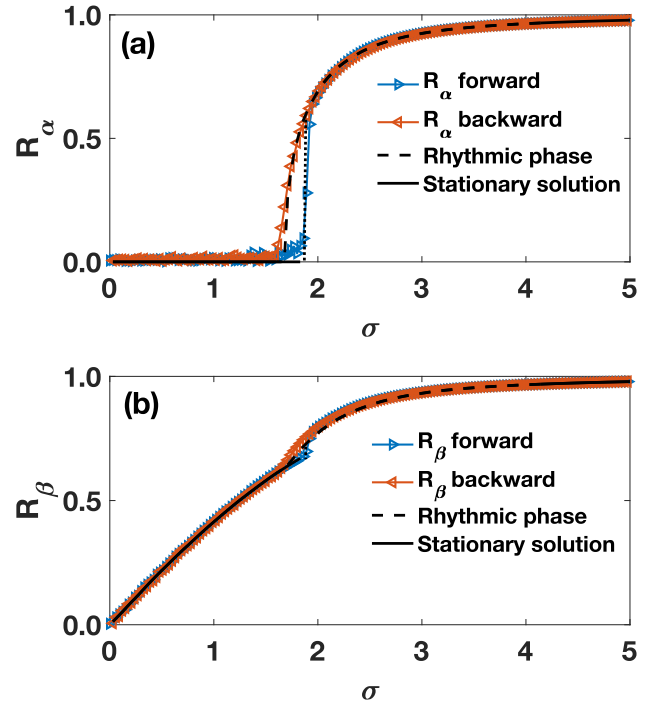 (a)
1.0
0.5
0.0
R_α
R_α forward
R_α backward
Rhythmic phase
Stationary solution
0 1 2 3 4 5
σ
(b)
1.0
0.5
0.0
R_β
R_β forward
R_β backward
Rhythmic phase
Stationary solution
0 1 2 3 4 5
σ